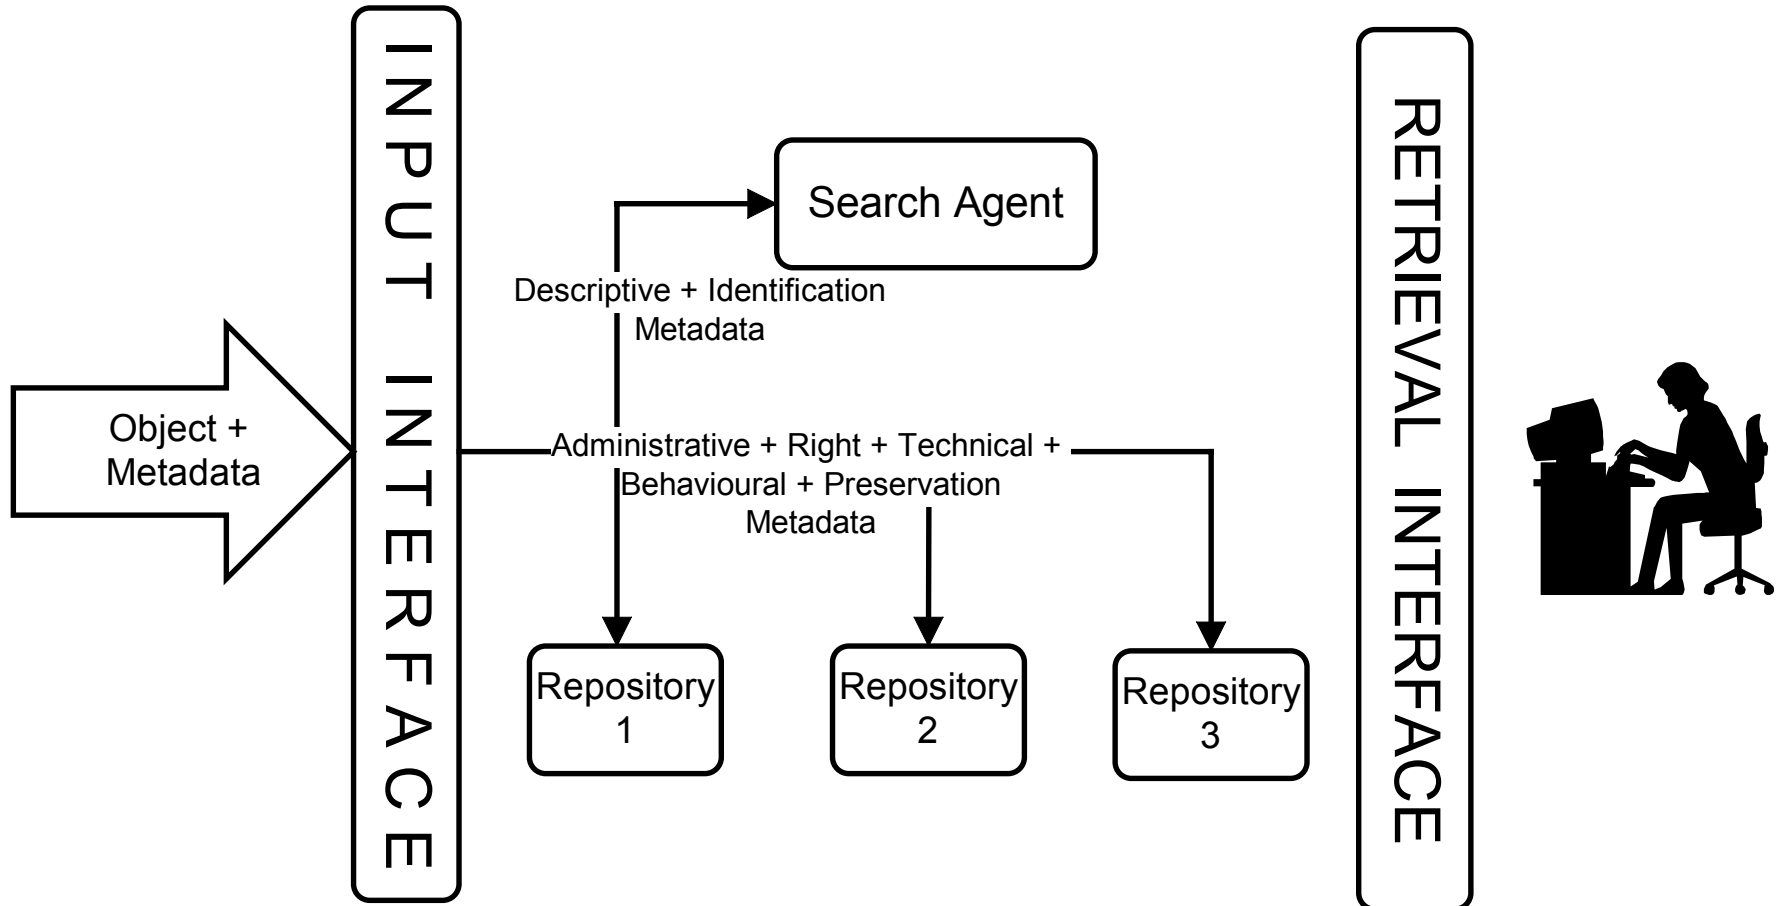 Object +
Metadata
INPUT INTERFACE
Search Agent
Descriptive + Identification
Metadata
Administrative + Right + Technical +
Behavioural + Preservation
Metadata
Repository
1
Repository
2
Repository
3
RETRIEVAL INTERFACE